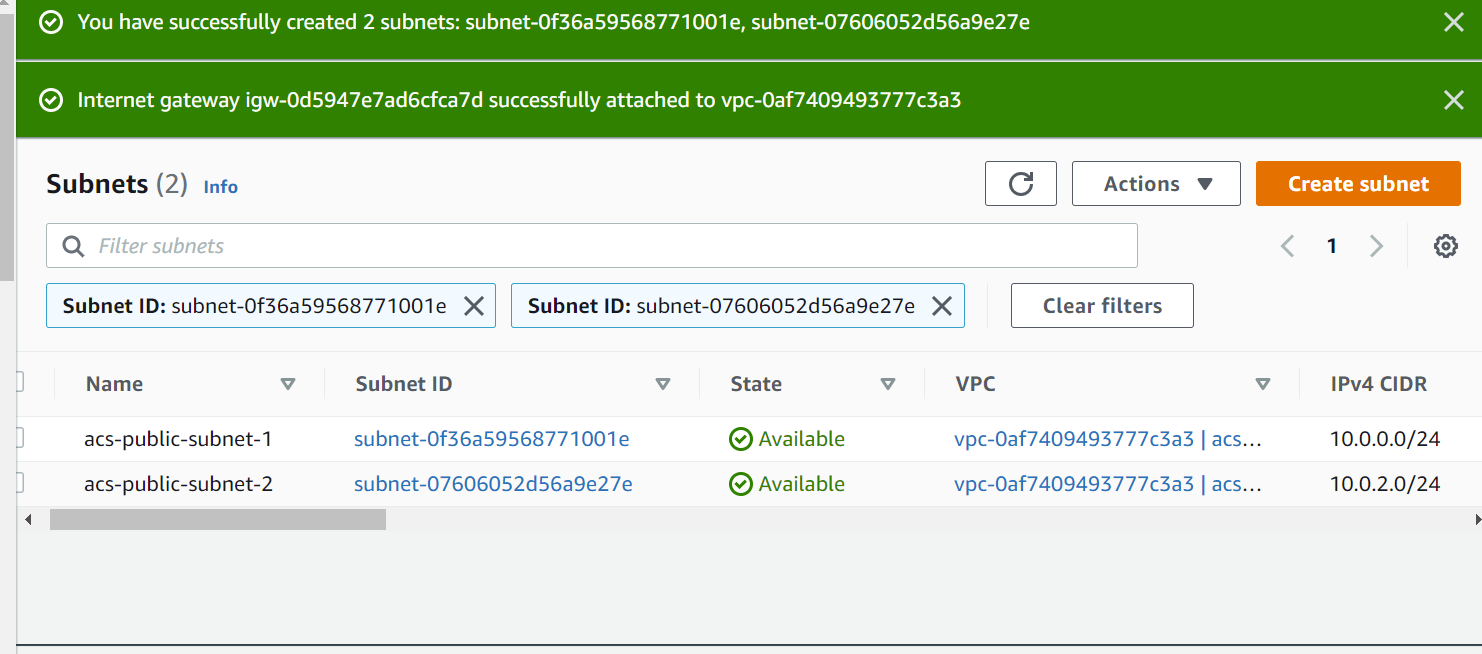 You have successfully created 2 subnets: subnet-0f36a59568771001e, subnet-07606052d56a9e27e
Internet gateway igw-0d5947e7ad6cfca7d successfully attached to vpc-0af7409493777c3a3
Subnets (2) Info Actions Create subnet
Filter subnets 1
Subnet ID: subnet-0f36a59568771001e Subnet ID: subnet-07606052d56a9e27e Clear filters
Name Subnet ID State VPC IPv4 CIDR
acs-public-subnet-1 subnet-0f36a59568771001e Available vpc-0af7409493777c3a3 | acs... 10.0.0.0/24
acs-public-subnet-2 subnet-07606052d56a9e27e Available vpc-0af7409493777c3a3 | acs... 10.0.2.0/24